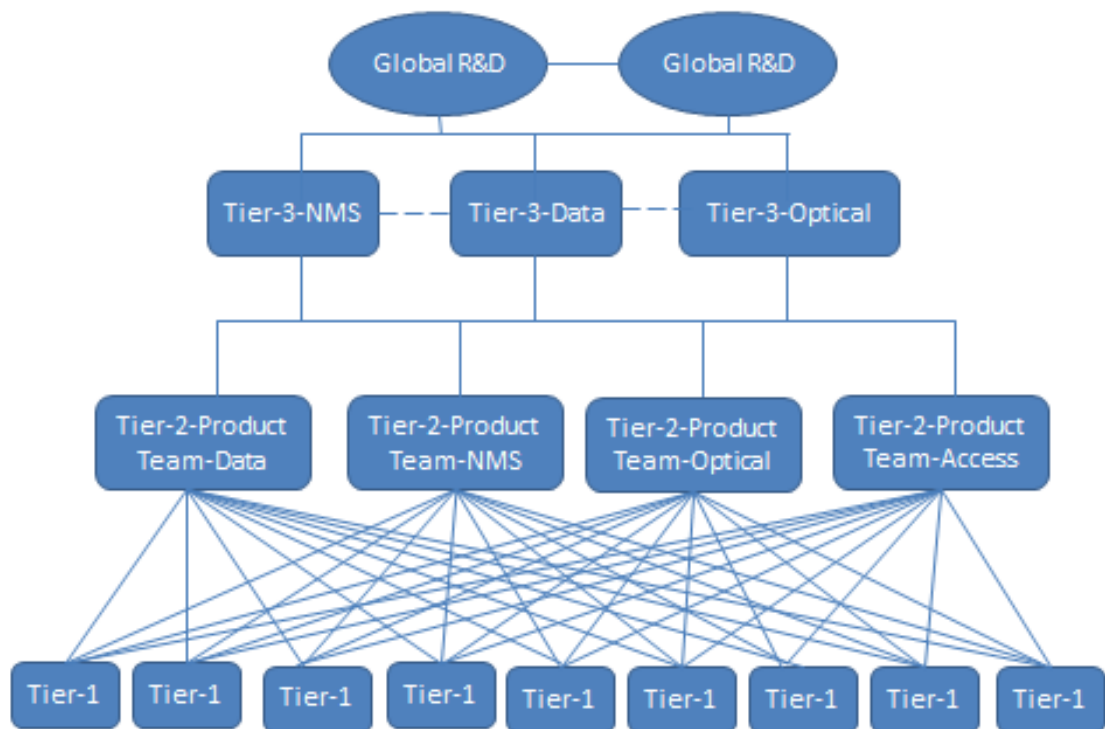 Global R&D
Global R&D
Tier-3-NMS
Tier-3-Data
Tier-3-Optical
Tier-2-Product
Team-Data
Tier-2-Product
Team-NMS
Tier-2-Product
Team-Optical
Tier-2-Product
Team-Access
Tier-1
Tier-1
Tier-1
Tier-1
Tier-1
Tier-1
Tier-1
Tier-1
Tier-1